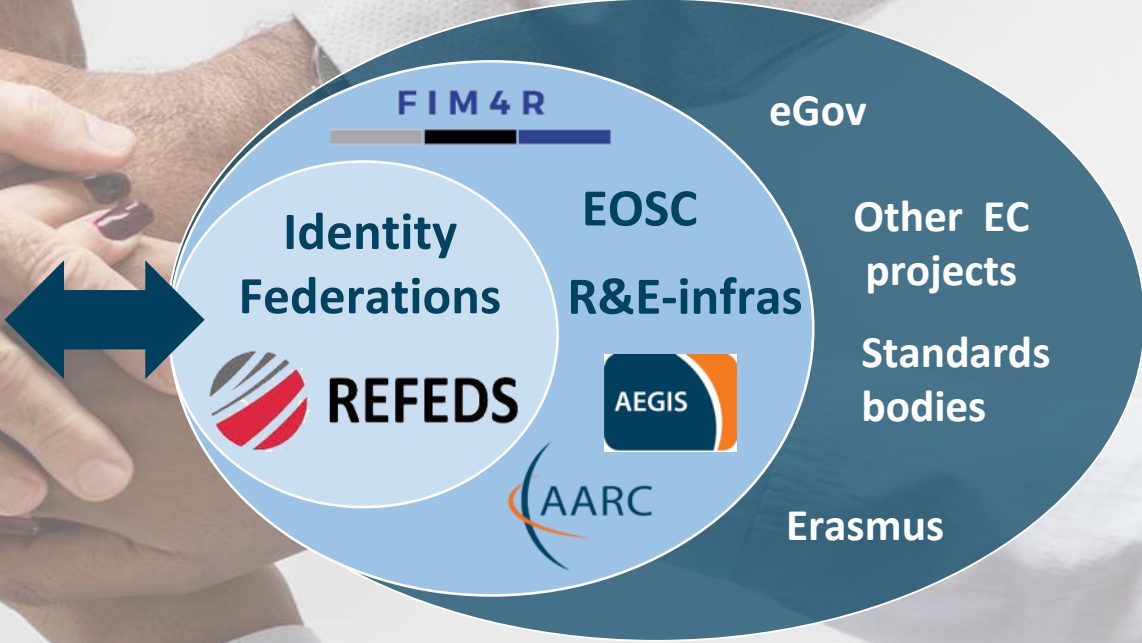 FIM4R
eGov
EOSC
Identity
Federations
Other EC
projects
R&E-infras
Standards
bodies
REFEDS
AEGIS
AARC
Erasmus